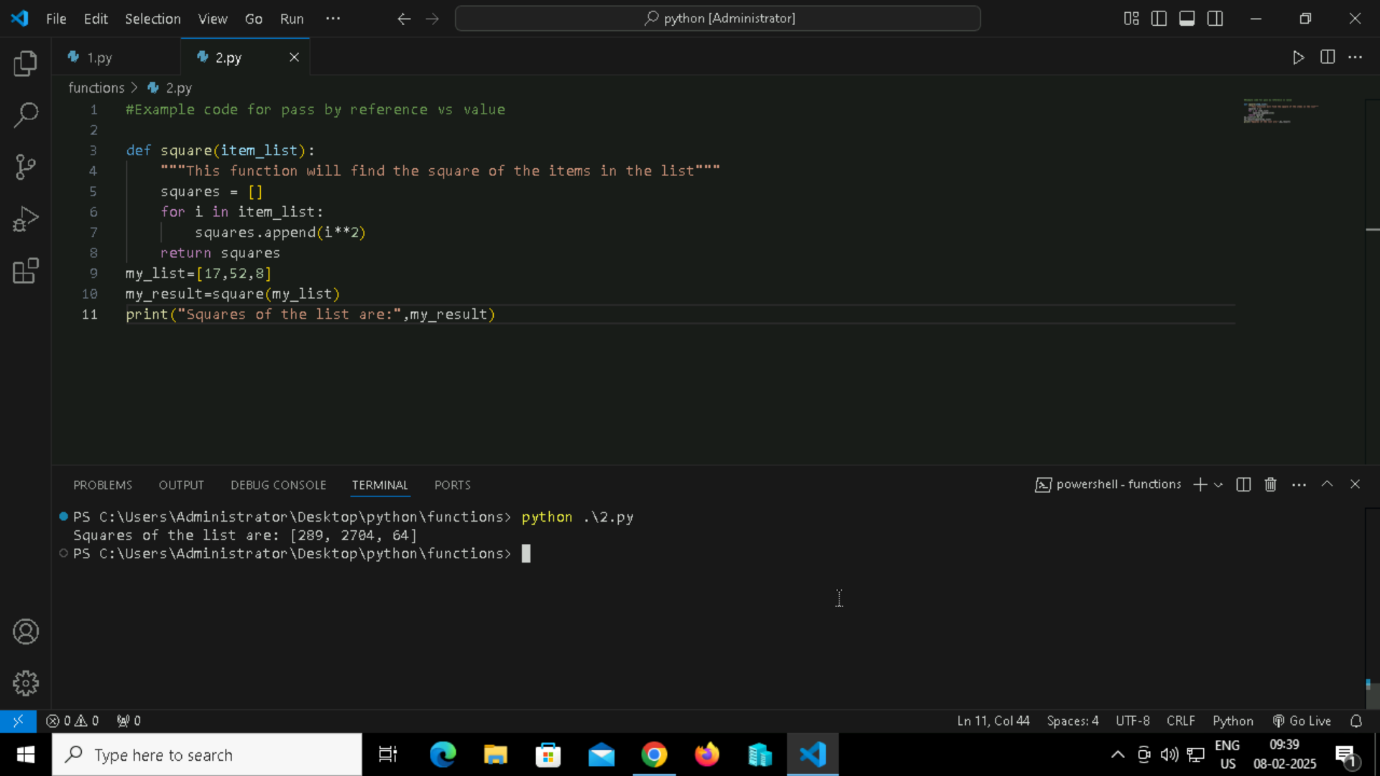 File Edit Selection View Go Run ··· python [Administrator]
1.py 2.py
functions > 2.py
1 #Example code for pass by reference vs value
2
3 def square(item_list):
4 """This function will find the square of the items in the list"""
5 squares = []
6 for i in item_list:
7 squares.append(i**2)
8 return squares
9 my_list=[17,52,8]
10 my_result=square(my_list)
11 print("Squares of the list are:",my_result)
PROBLEMS OUTPUT DEBUG CONSOLE TERMINAL PORTS powershell - functions
PS C:\Users\Administrator\Desktop\python\functions> python .\2.py
Squares of the list are: [289, 2704, 64]
PS C:\Users\Administrator\Desktop\python\functions>
0 0 0 Ln 11, Col 44 Spaces: 4 UTF-8 CRLF Python Go Live
Type here to search ENG US 09:39 08-02-2025 1